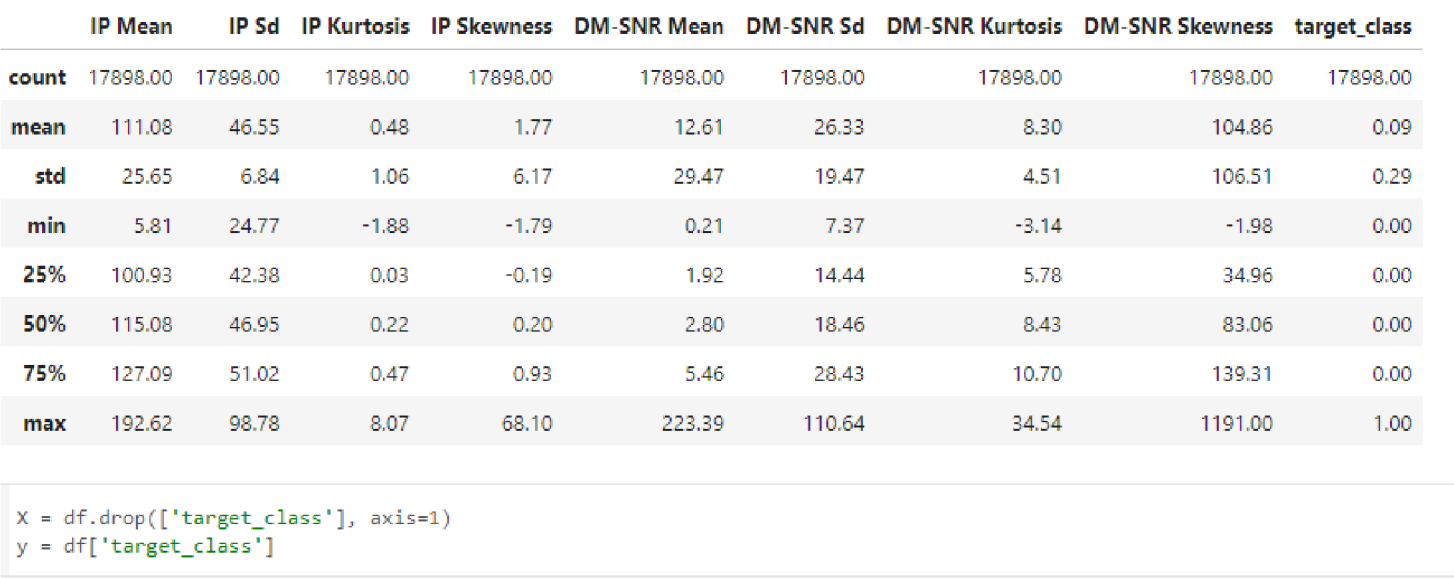 IP Mean IP Sd IP Kurtosis IP Skewness DM-SNR Mean DM-SNR Sd DM-SNR Kurtosis DM-SNR Skewness target_class
count 17898.00 17898.00 17898.00 17898.00 17898.00 17898.00 17898.00 17898.00 17898.00
mean 111.08 46.55 0.48 1.77 12.61 26.33 8.30 104.86 0.09
std 25.65 6.84 1.06 6.17 29.47 19.47 4.51 106.51 0.29
min 5.81 24.77 -1.88 -1.79 0.21 7.37 -3.14 -1.98 0.00
25% 100.93 42.38 0.03 -0.19 1.92 14.44 5.78 34.96 0.00
50% 115.08 46.95 0.22 0.20 2.80 18.46 8.43 83.06 0.00
75% 127.09 51.02 0.47 0.93 5.46 28.43 10.70 139.31 0.00
max 192.62 98.78 8.07 68.10 223.39 110.64 34.54 1191.00 1.00
X = df.drop(['target_class'], axis=1)
y = df['target_class']